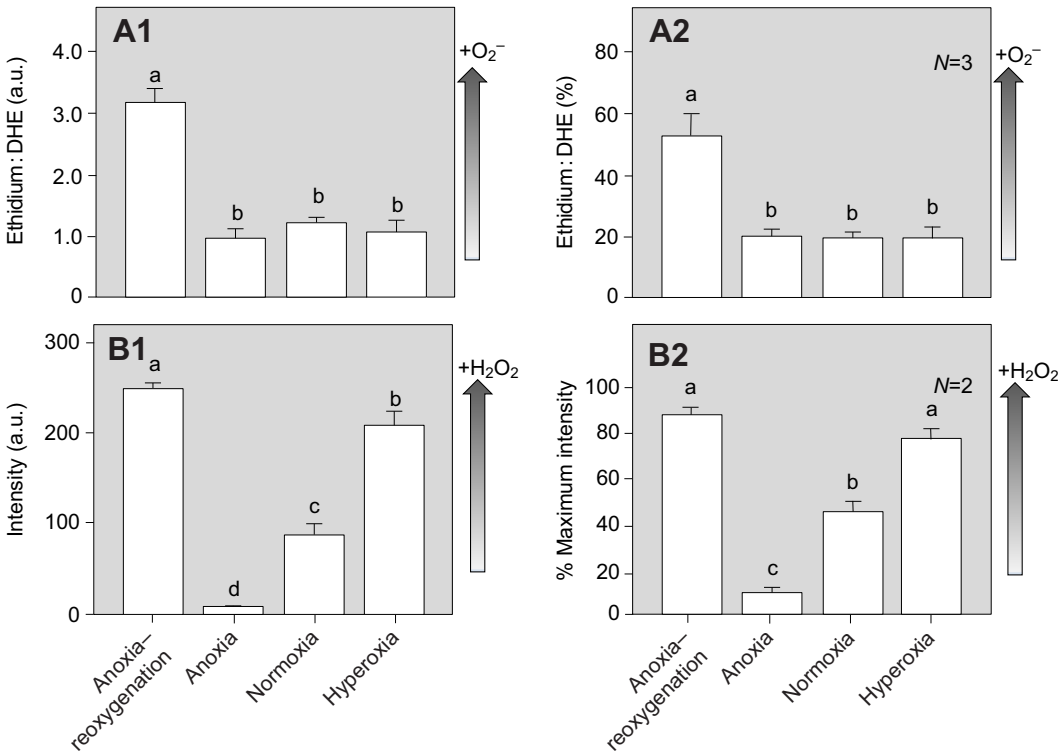 A1
Ethidium:DHE (a.u.)
4.0
3.0
2.0
1.0
0
a
b
b
b
+O₂⁻
A2
Ethidium:DHE (%)
80
60
40
20
0
N=3
a
b
b
b
+O₂⁻
B1
Intensity (a.u.)
300
200
100
0
a
d
c
b
+H₂O₂
Anoxia–
reoxygenation
Anoxia
Normoxia
Hyperoxia
B2
% Maximum intensity
100
80
60
40
20
0
N=2
a
c
b
a
+H₂O₂
Anoxia–
reoxygenation
Anoxia
Normoxia
Hyperoxia